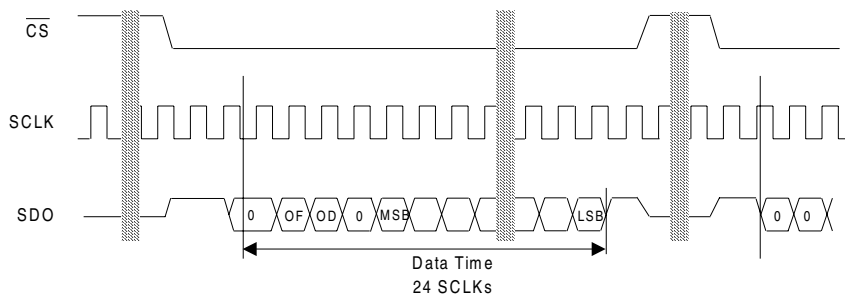 CS
SCLK
SDO
0 OF OD 0 MSB LSB 0 0
Data Time
24 SCLKs